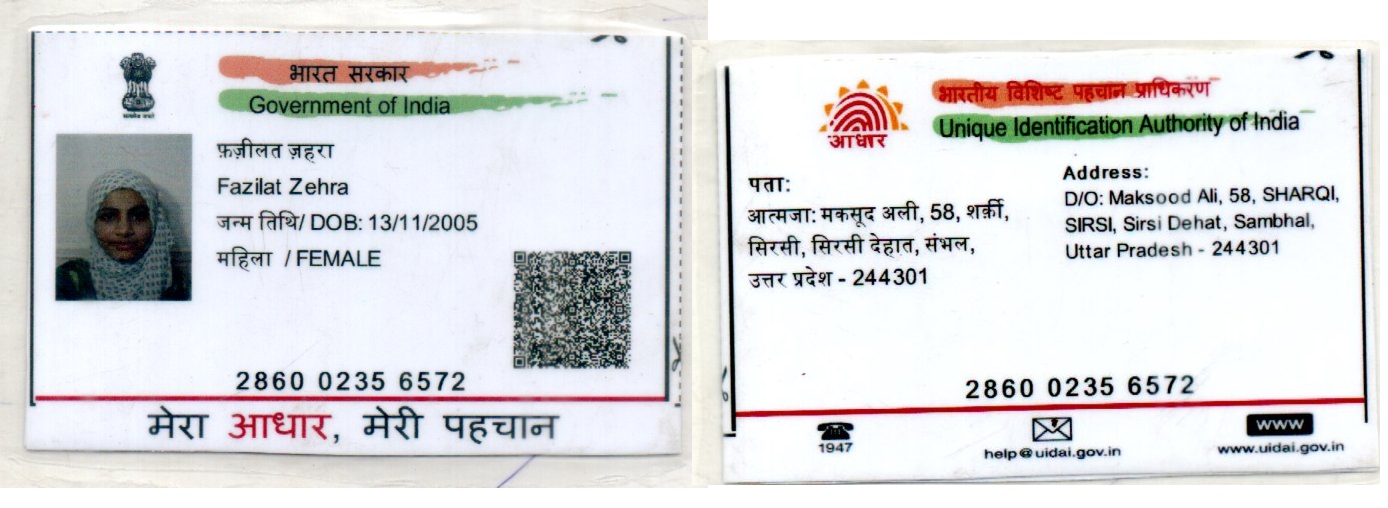 भारत सरकार
Government of India
फ़ज़ीलत ज़हरा
Fazilat Zehra
जन्म तिथि/ DOB: 13/11/2005
महिला / FEMALE
2860 0235 6572
मेरा आधार, मेरी पहचान
भारतीय विशिष्ट पहचान प्राधिकरण
Unique Identification Authority of India
आधार
पता:
आत्मजा: मकसूद अली, 58, शर्क़ी,
सिरसी, सिरसी देहात, संभल,
उत्तर प्रदेश - 244301
Address:
D/O: Maksood Ali, 58, SHARQI,
SIRSI, Sirsi Dehat, Sambhal,
Uttar Pradesh - 244301
2860 0235 6572
1947
help@uidai.gov.in
www
www.uidai.gov.in